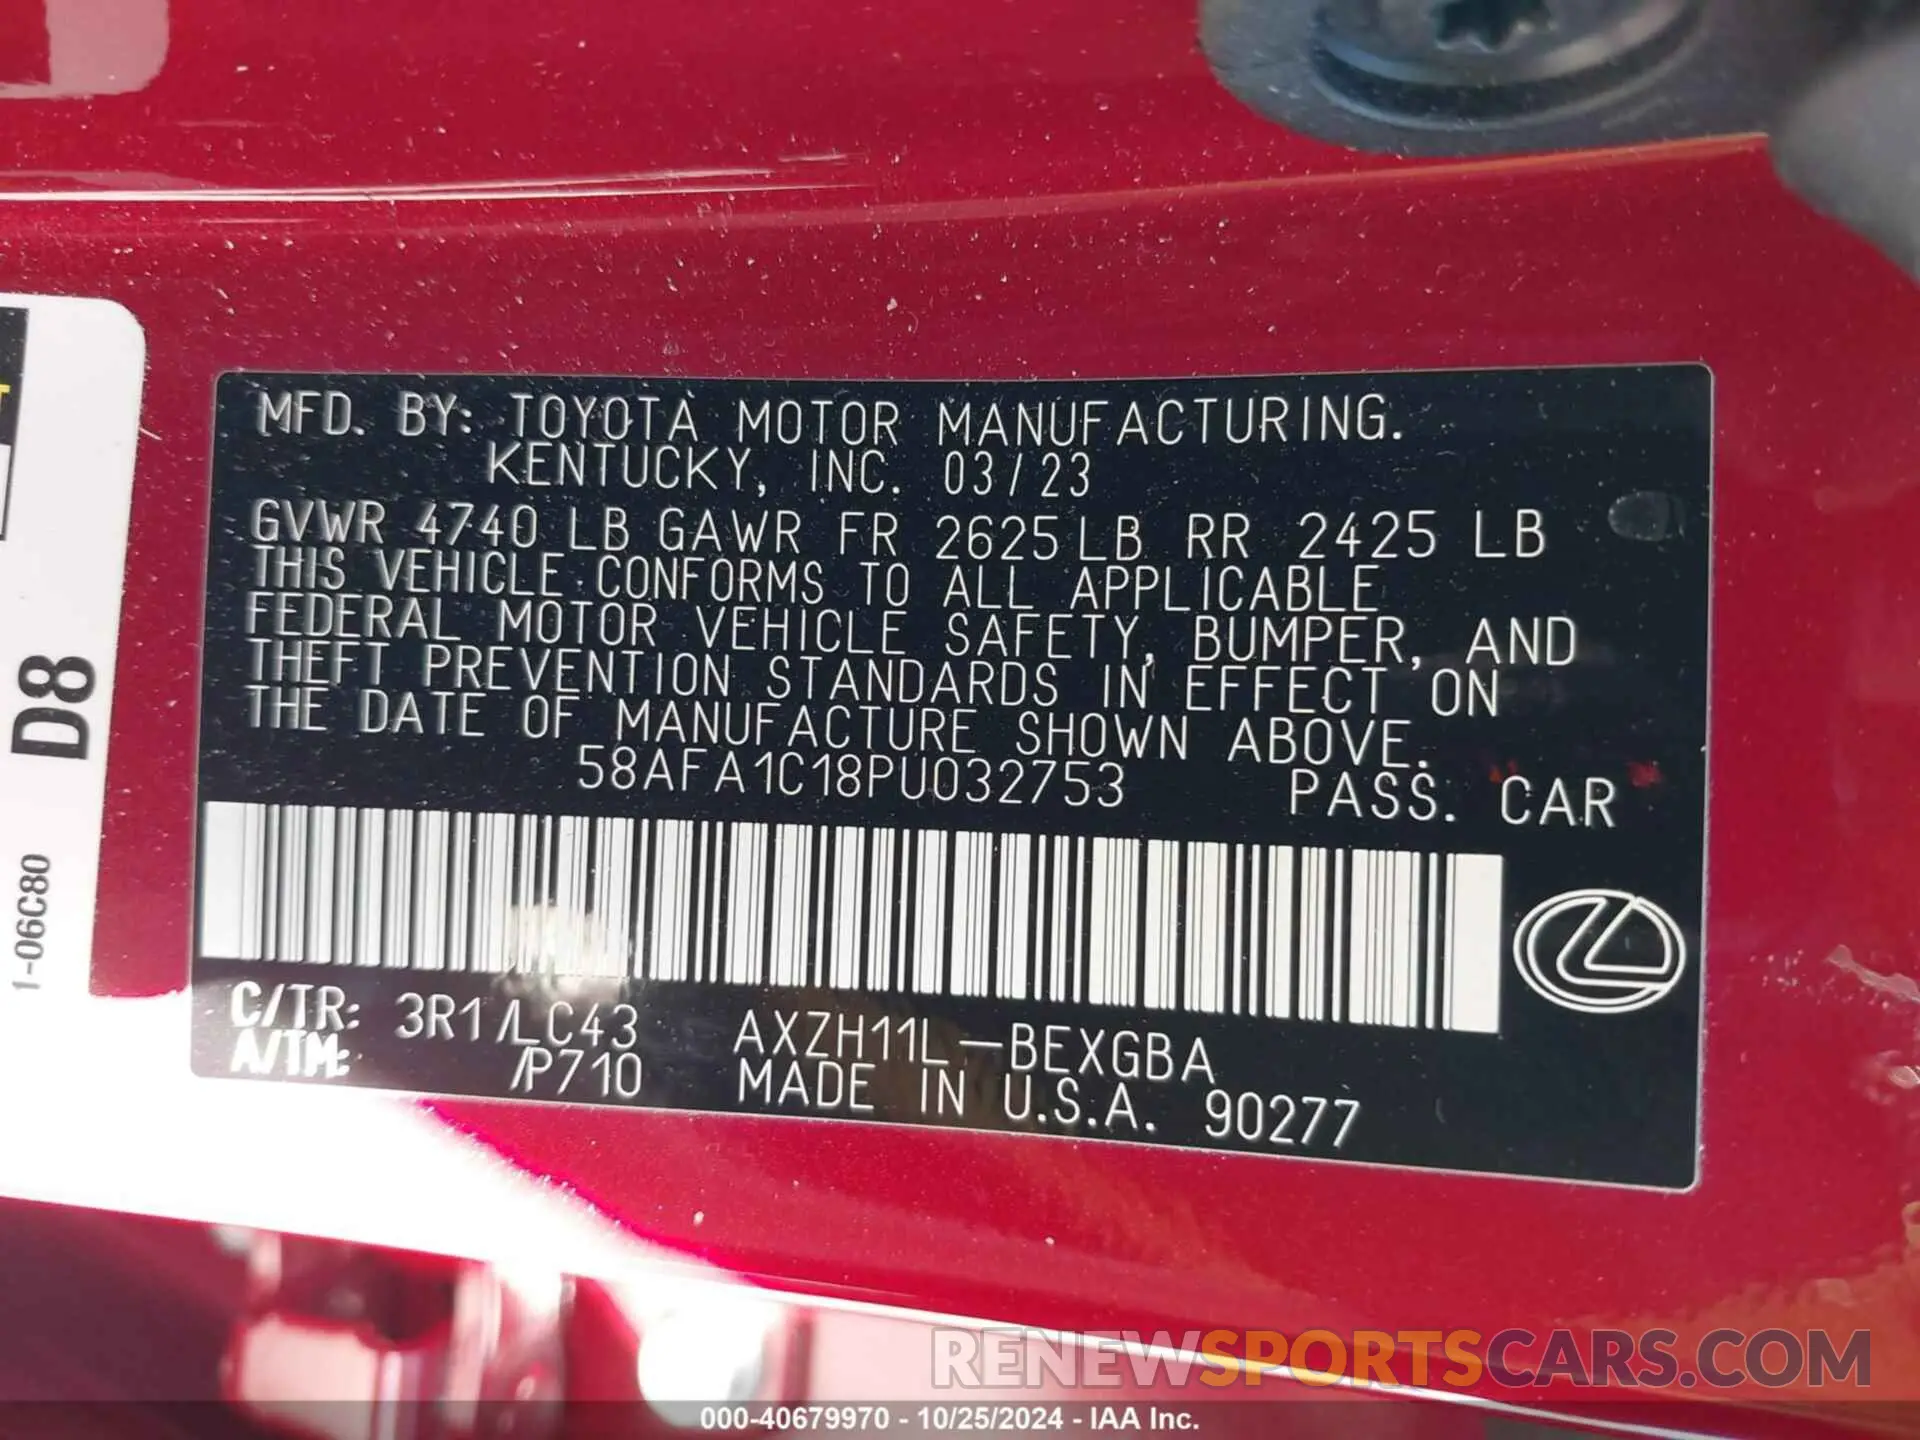 MFD. BY: TOYOTA MOTOR MANUFACTURING.
KENTUCKY, INC. 03/23
GVWR 4740 LB GAWR FR 2625 LB RR 2425 LB
THIS VEHICLE CONFORMS TO ALL APPLICABLE
FEDERAL MOTOR VEHICLE SAFETY, BUMPER, AND
THEFT PREVENTION STANDARDS IN EFFECT ON
THE DATE OF MANUFACTURE SHOWN ABOVE.
58AFA1C18PU032753 PASS. CAR
C/TR: 3R1/LC43 AXZH11L-BEXGBA
A/TM: /P710 MADE IN U.S.A. 90277
D8
1-06C80
RENEWSPORTSCARS.COM
000-40679970 - 10/25/2024 - IAA Inc.